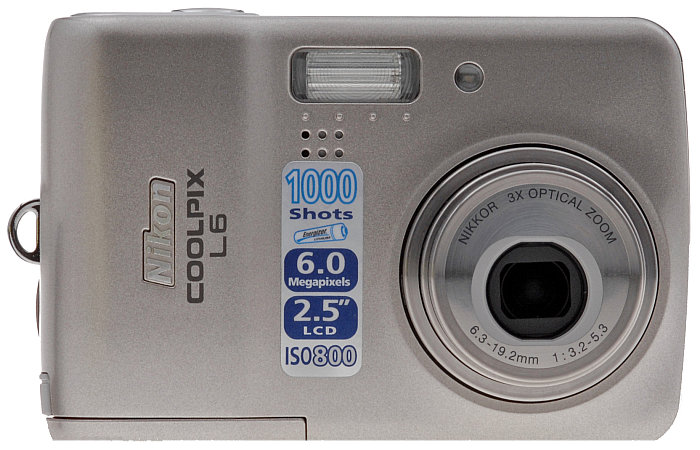 Nikon
COOLPIX
L6
1000
Shots
Energizer
6.0
Megapixels
2.5"
LCD
ISO800
NIKKOR 3X OPTICAL ZOOM
6.3-19.2mm 1:3.2-5.3